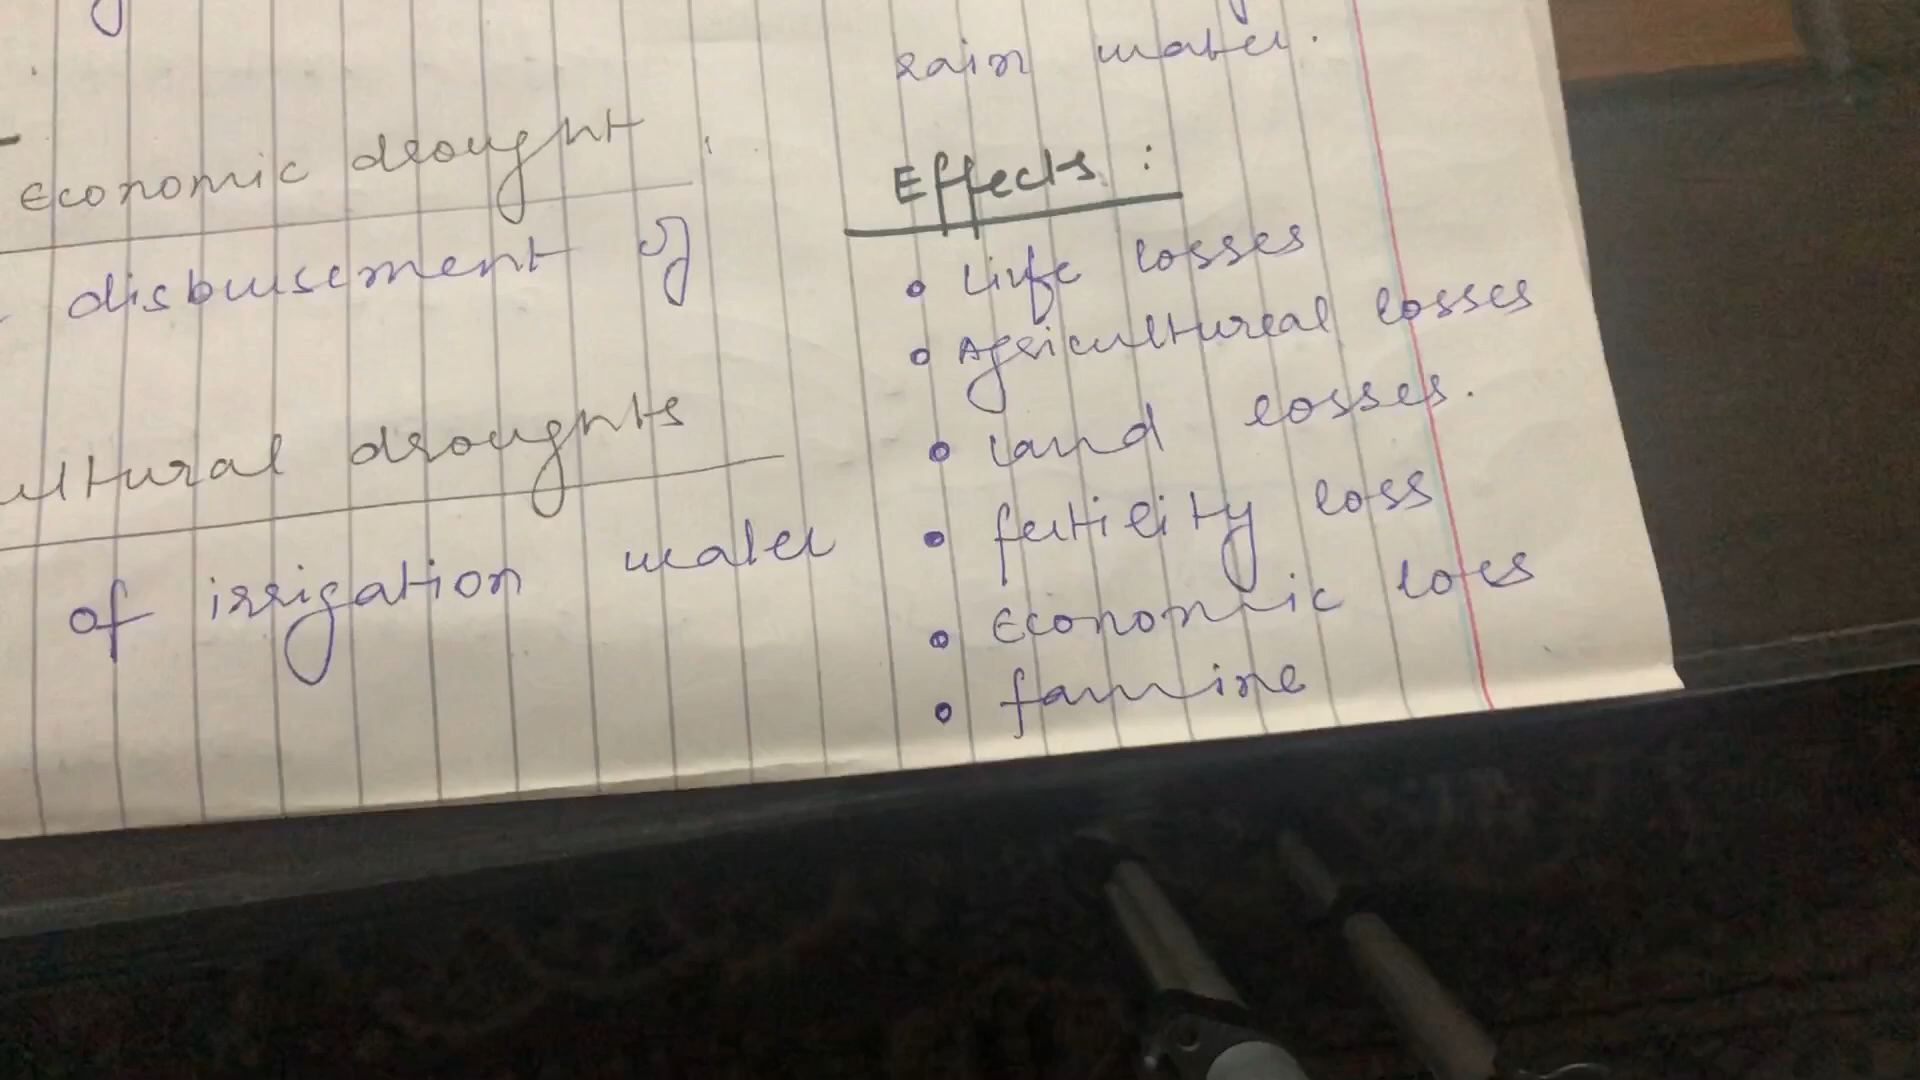 Economic drought
disbursement of
ultural droughts
of irrigation water
rain water.
Effects :
• Life losses
• Agricultureal losses
• Land losses.
• fertility loss
• Economic loss
• famine